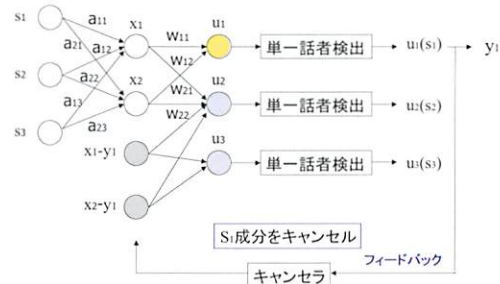 s1
a11
x1
w11
u1
単一話者検出
u1(s1)
y1
a21
a12
w12
s2
x2
u2
単一話者検出
u2(s2)
a22
w21
a13
w22
s3
a23
x1-y1
u3
単一話者検出
u3(s3)
x2-y1
S1成分をキャンセル
フィードバック
キャンセラ